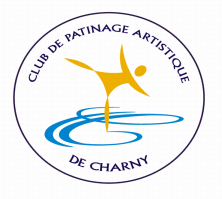 CLUB DE PATINAGE ARTISTIQUE
DE CHARNY